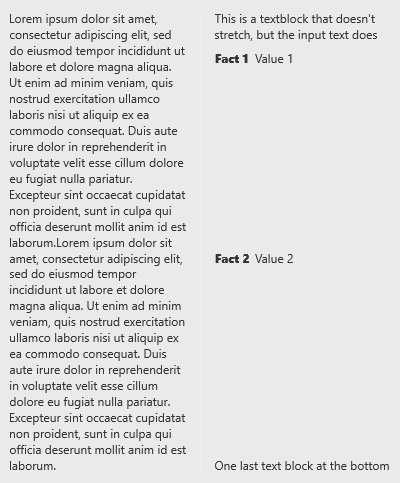 Lorem ipsum dolor sit amet,
consectetur adipiscing elit, sed
do eiusmod tempor incididunt ut
labore et dolore magna aliqua.
Ut enim ad minim veniam, quis
nostrud exercitation ullamco
laboris nisi ut aliquip ex ea
commodo consequat. Duis aute
irure dolor in reprehenderit in
voluptate velit esse cillum dolore
eu fugiat nulla pariatur.
Excepteur sint occaecat cupidatat
non proident, sunt in culpa qui
officia deserunt mollit anim id est
laborum.Lorem ipsum dolor sit
amet, consectetur adipiscing elit,
sed do eiusmod tempor
incididunt ut labore et dolore
magna aliqua. Ut enim ad minim
veniam, quis nostrud exercitation
ullamco laboris nisi ut aliquip ex
ea commodo consequat. Duis
aute irure dolor in reprehenderit
in voluptate velit esse cillum
dolore eu fugiat nulla pariatur.
Excepteur sint occaecat cupidatat
non proident, sunt in culpa qui
officia deserunt mollit anim id est
laborum.
This is a textblock that doesn't
stretch, but the input text does
Fact 1 Value 1
Fact 2 Value 2
One last text block at the bottom